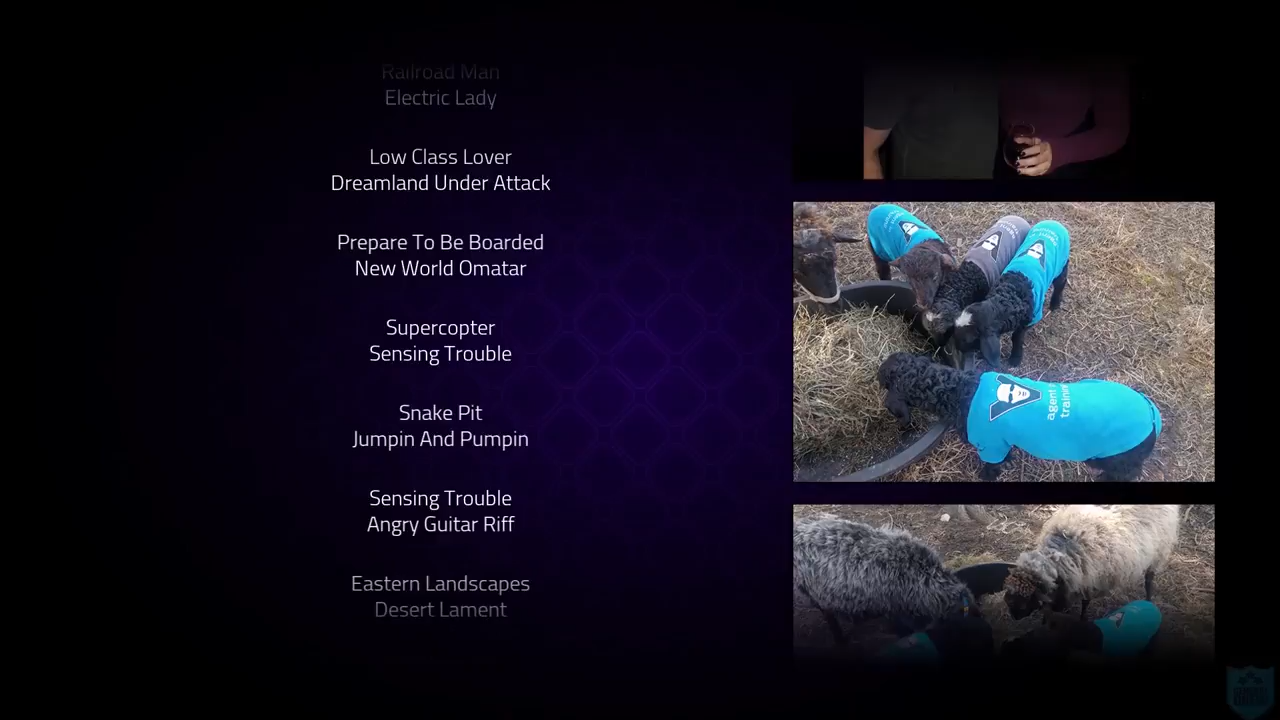 Railroad Man
Electric Lady
Low Class Lover
Dreamland Under Attack
Prepare To Be Boarded
New World Omatar
Supercopter
Sensing Trouble
Snake Pit
Jumpin And Pumpin
Sensing Trouble
Angry Guitar Riff
Eastern Landscapes
Desert Lament
agent